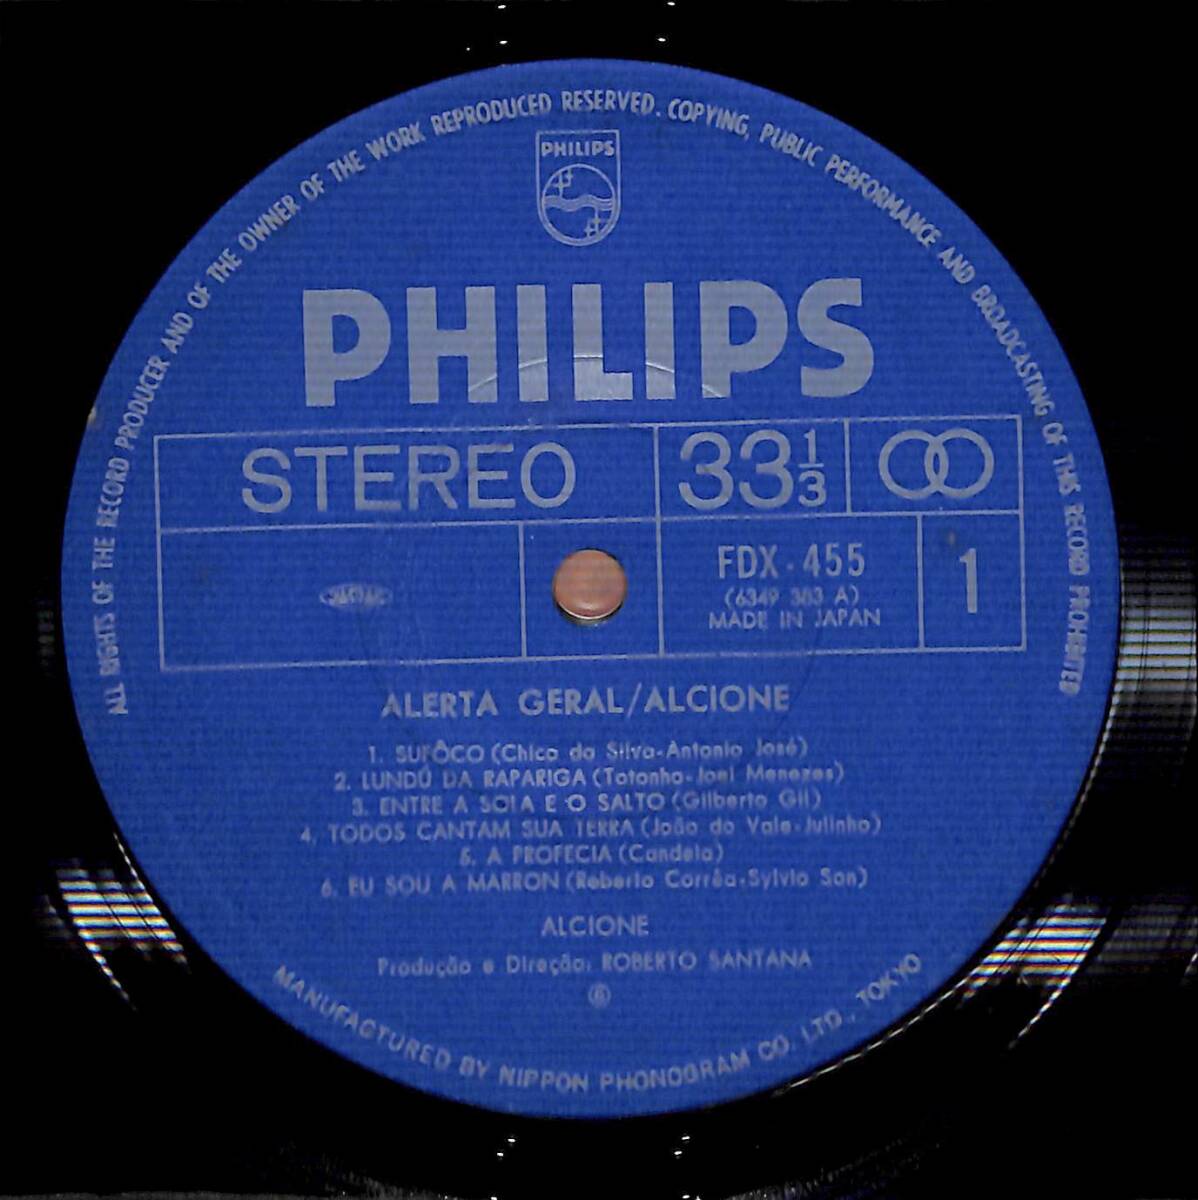 ALL RIGHTS OF THE RECORD PRODUCER AND OF THE OWNER OF THE WORK REPRODUCED RESERVED. COPYING, PUBLIC PERFORMANCE AND BROADCASTING OF THIS RECORD PROHIBITED
PHILIPS
PHILIPS
STEREO 33 1/3
FDX-455 1
(6349 383 A)
MADE IN JAPAN
ALERTA GERAL/ALCIONE
1. SUFÔCO (Chico da Silva-Antonio José)
2. LUNDÚ DA RAPARIGA (Totonho-Joel Menezes)
3. ENTRE A SOLA E O SALTO (Gilberto Gil)
4. TODOS CANTAM SUA TERRA (João do Vale-Julinho)
5. A PROFECIA (Candeia)
6. EU SOU A MARRON (Roberto Corrêa-Sylvio Son)
ALCIONE
Produção e Direção: ROBERTO SANTANA
MANUFACTURED BY NIPPON PHONOGRAM CO. LTD., TOKYO